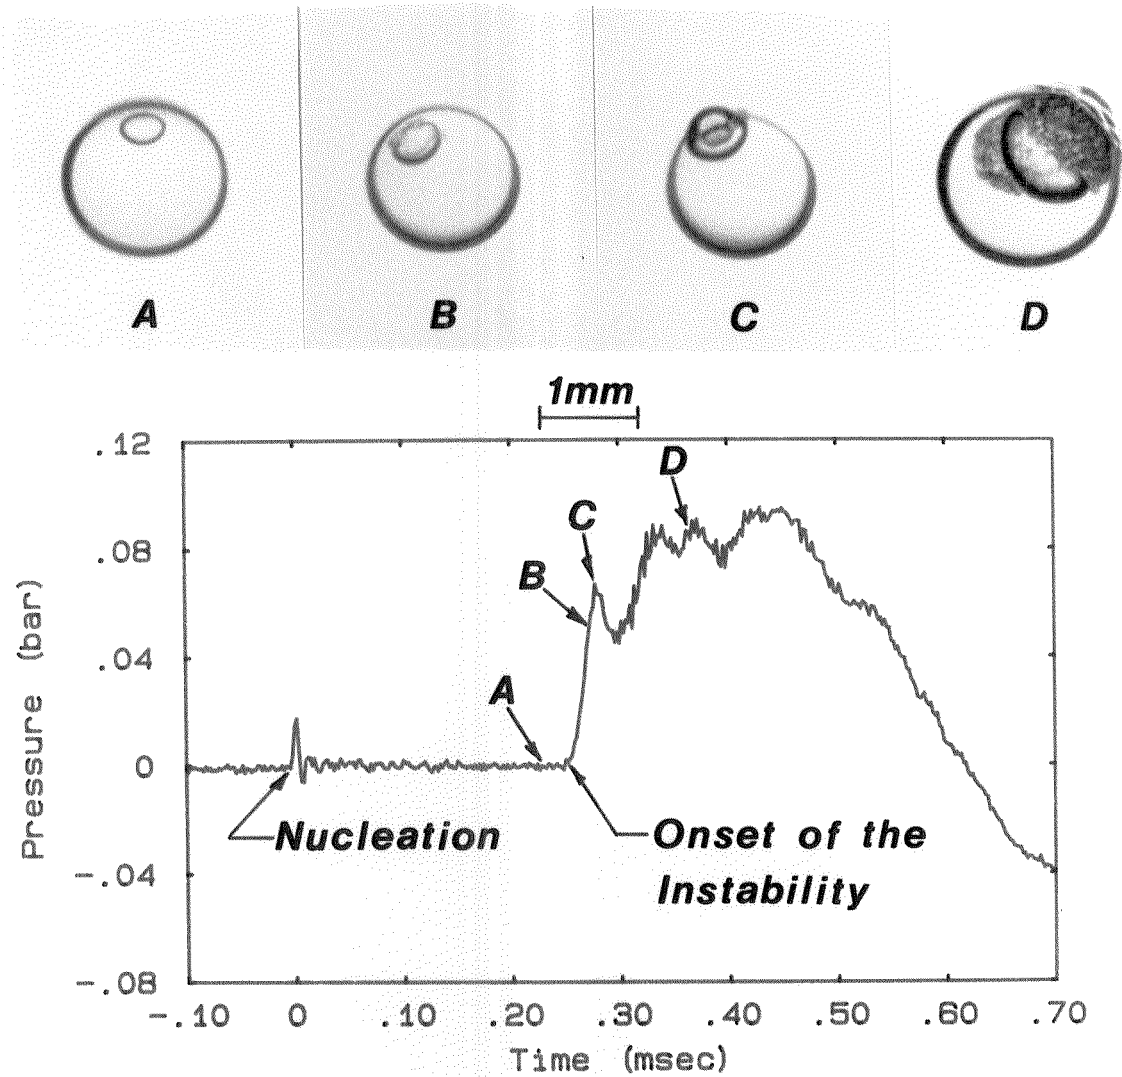 A B C D
1mm
.12
.08
.04
0
-.04
-.08
Pressure (bar)
A
B
C
D
Nucleation
Onset of the
Instability
-.10 0 .10 .20 .30 .40 .50 .60 .70
Time (msec)